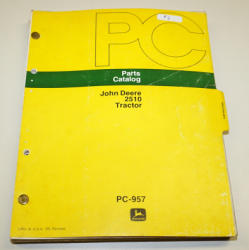 PC
Parts
Catalog
John Deere
2510
Tractor
PC-957